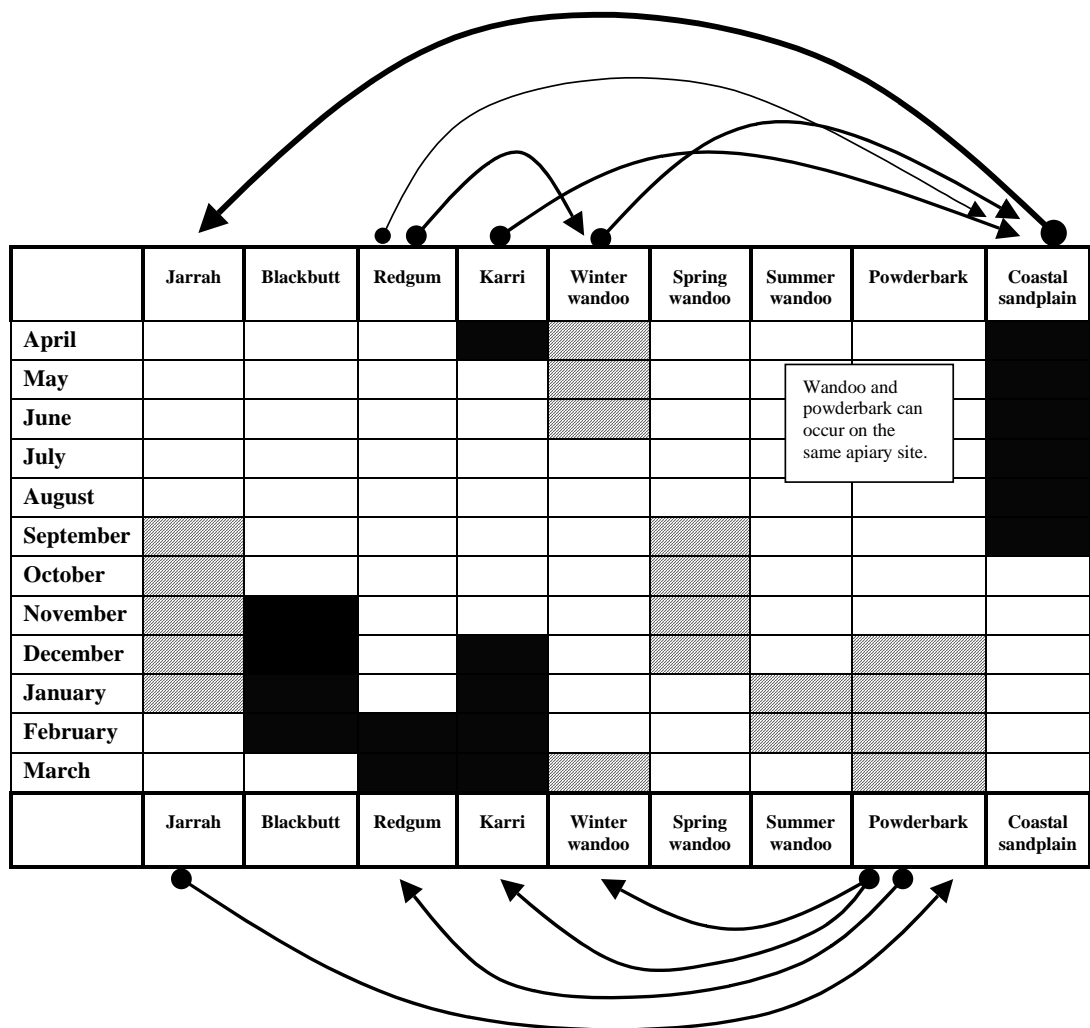 Jarrah Blackbutt Redgum Karri Winter wandoo Spring wandoo Summer wandoo Powderbark Coastal sandplain
April
May
Wandoo and
powderbark can
occur on the
same apiary site.
June
July
August
September
October
November
December
January
February
March
Jarrah Blackbutt Redgum Karri Winter wandoo Spring wandoo Summer wandoo Powderbark Coastal sandplain